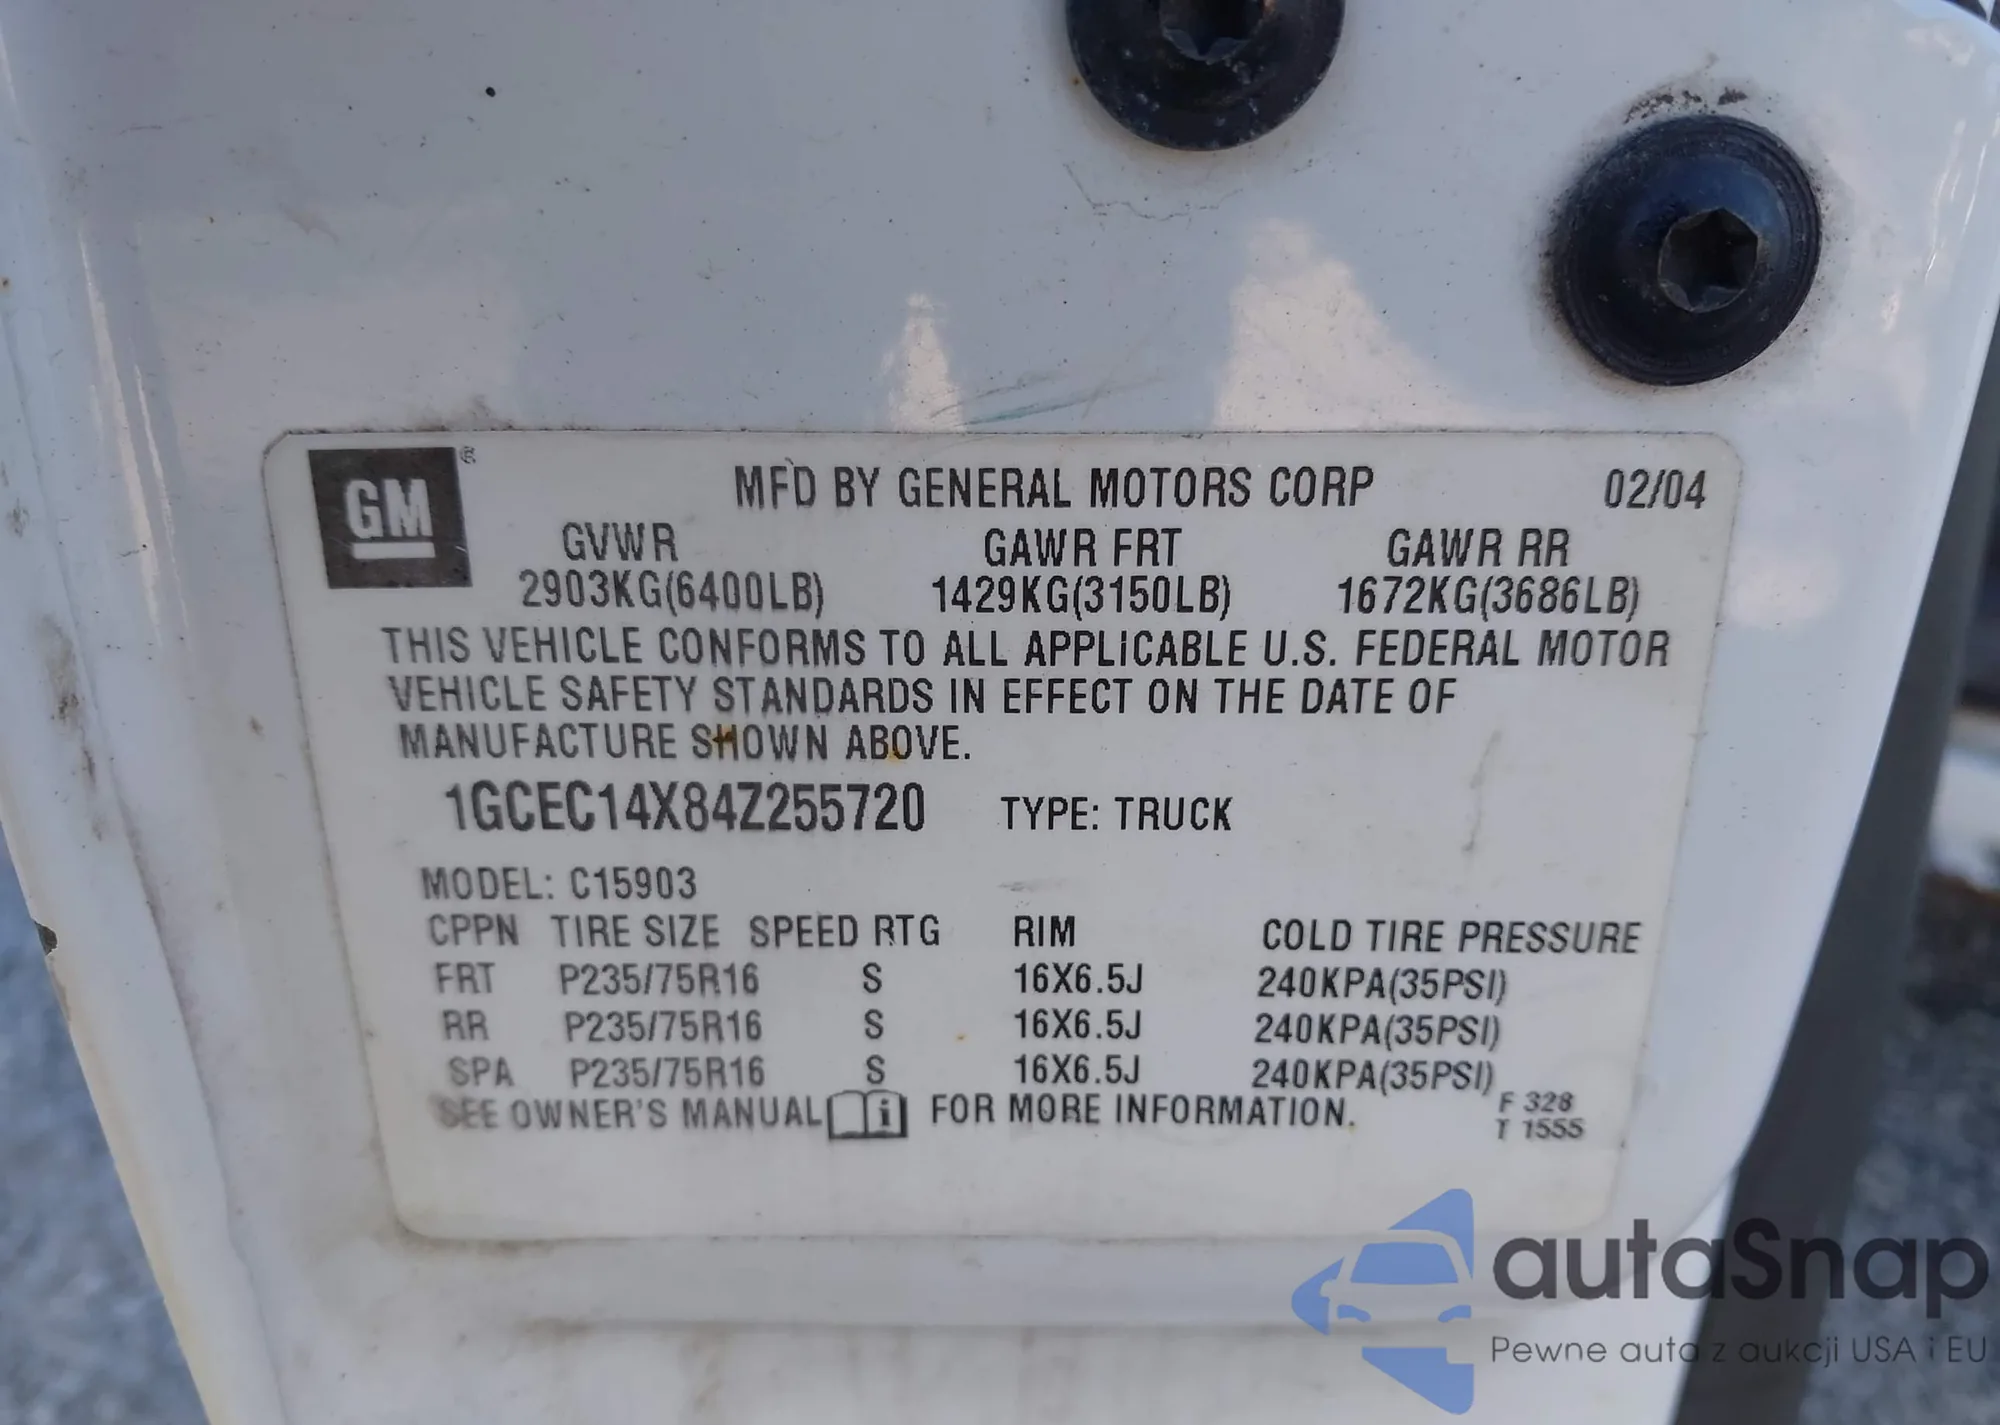 GM ®
MFD BY GENERAL MOTORS CORP 02/04
GVWR GAWR FRT GAWR RR
2903KG(6400LB) 1429KG(3150LB) 1672KG(3686LB)
THIS VEHICLE CONFORMS TO ALL APPLICABLE U.S. FEDERAL MOTOR
VEHICLE SAFETY STANDARDS IN EFFECT ON THE DATE OF
MANUFACTURE SHOWN ABOVE.
1GCEC14X84Z255720 TYPE: TRUCK
MODEL: C15903
CPPN TIRE SIZE SPEED RTG RIM COLD TIRE PRESSURE
FRT P235/75R16 S 16X6.5J 240KPA(35PSI)
RR P235/75R16 S 16X6.5J 240KPA(35PSI)
SPA P235/75R16 S 16X6.5J 240KPA(35PSI)
SEE OWNER'S MANUAL i FOR MORE INFORMATION.
F 328
T 1555
autaSnap
Pewne auta z aukcji USA i EU